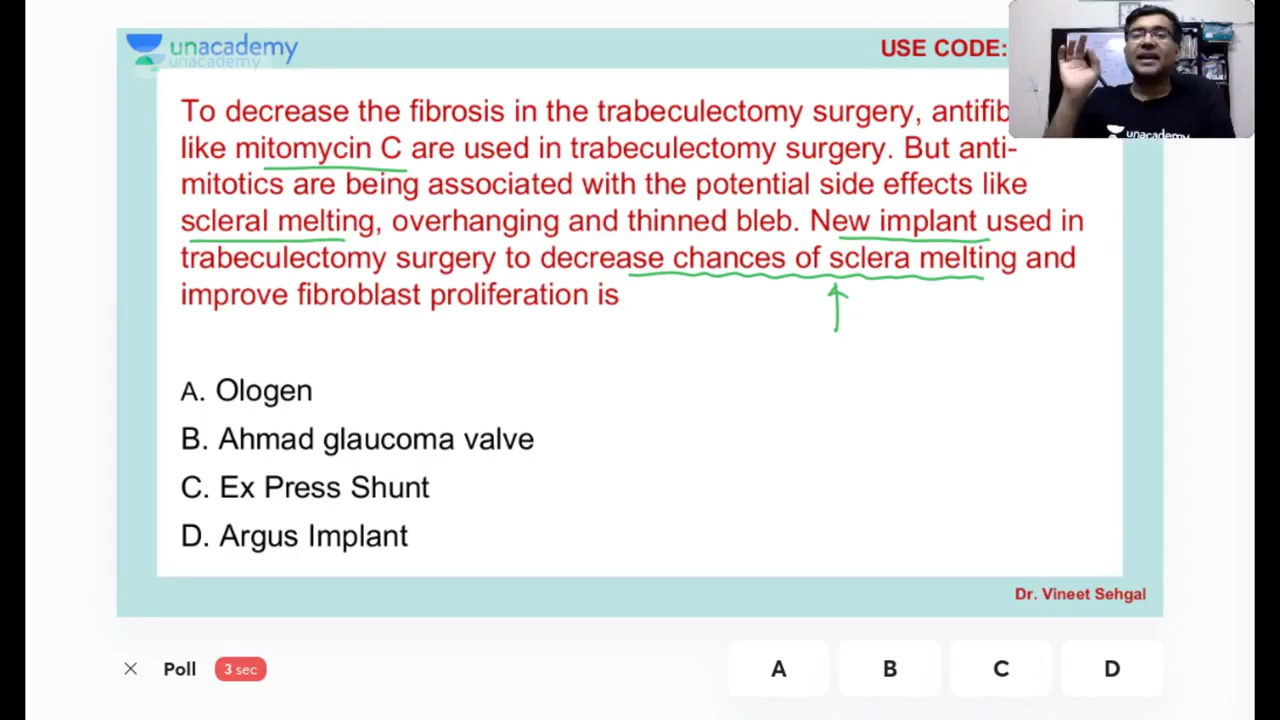 unacademy
unacademy
USE CODE:
unacademy
To decrease the fibrosis in the trabeculectomy surgery,
like mitomycin C are used in trabeculectomy surgery. But anti-
mitotics are being associated with the potential side effects like
scleral melting, overhanging and thinned bleb. New implant used in
trabeculectomy surgery to decrease chances of sclera melting and
improve fibroblast proliferation is
A. Ologen
B. Ahmad glaucoma valve
C. Ex Press Shunt
D. Argus Implant
Dr. Vineet Sehgal
Poll 3 sec A B C D